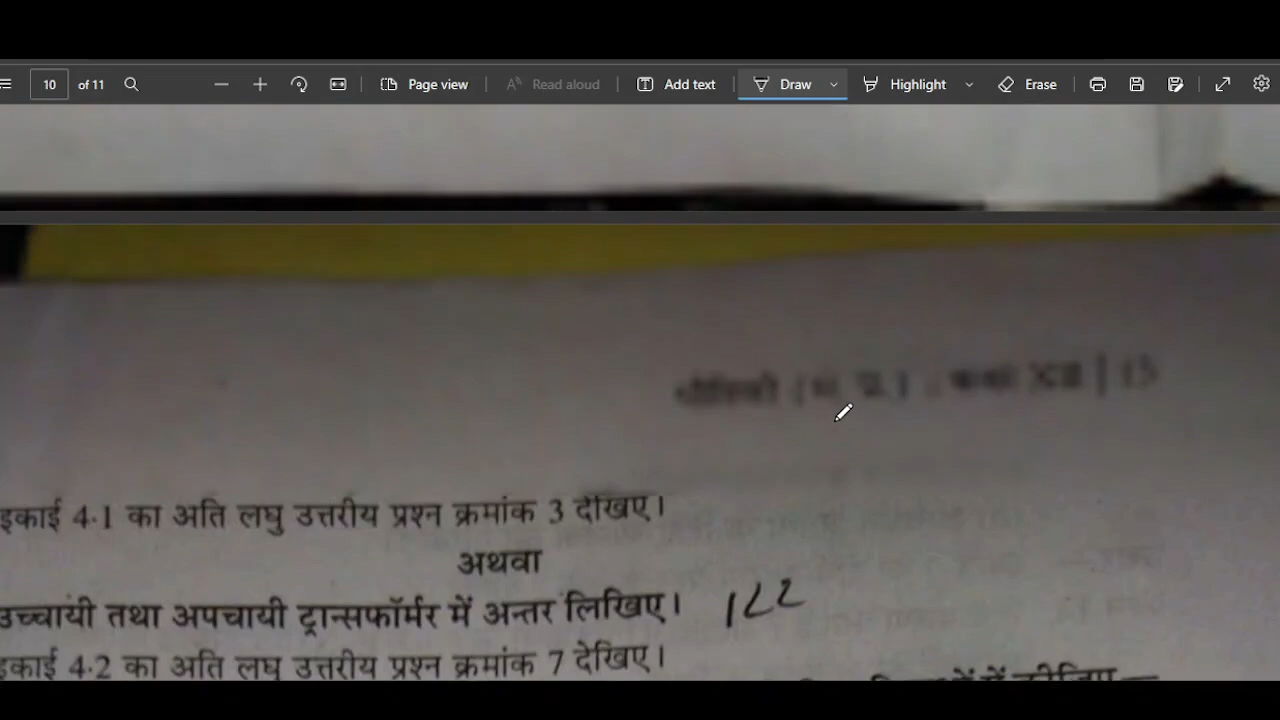 10 of 11 Page view Read aloud Add text Draw Highlight Erase
XII | 15
इकाई 4·1 का अति लघु उत्तरीय प्रश्न क्रमांक 3 देखिए।
अथवा
उच्चायी तथा अपचायी ट्रान्सफॉर्मर में अन्तर लिखिए। 122
इकाई 4·2 का अति लघु उत्तरीय प्रश्न क्रमांक 7 देखिए।